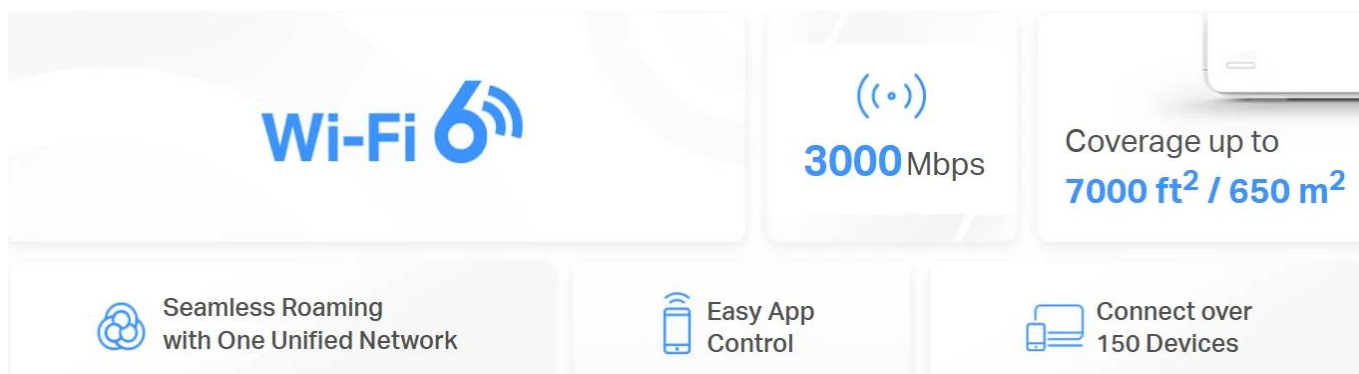 Wi-Fi 6
3000 Mbps
Coverage up to
7000 ft² / 650 m²
Seamless Roaming
with One Unified Network
Easy App
Control
Connect over
150 Devices